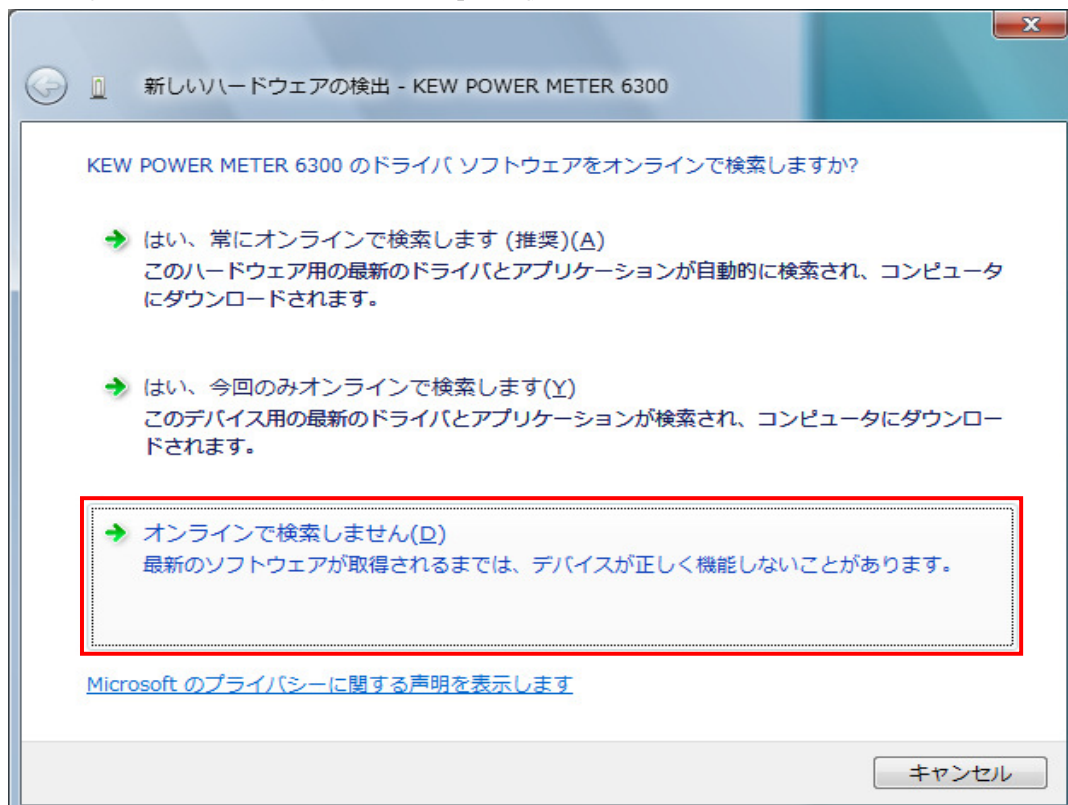 新しいハードウェアの検出 - KEW POWER METER 6300
KEW POWER METER 6300 のドライバ ソフトウェアをオンラインで検索しますか?
はい、常にオンラインで検索します (推奨)(A)
このハードウェア用の最新のドライバとアプリケーションが自動的に検索され、コンピュータ
にダウンロードされます。
はい、今回のみオンラインで検索します(Y)
このデバイス用の最新のドライバとアプリケーションが検索され、コンピュータにダウンロー
ドされます。
オンラインで検索しません(D)
最新のソフトウェアが取得されるまでは、デバイスが正しく機能しないことがあります。
Microsoft のプライバシーに関する声明を表示します
キャンセル